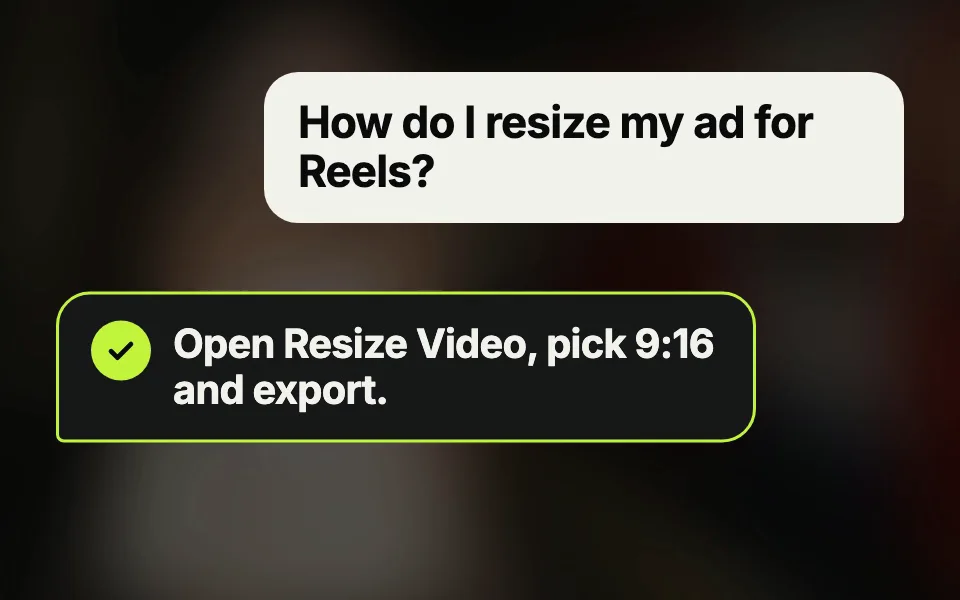 How do I resize my ad for
Reels?
Open Resize Video, pick 9:16
and export.